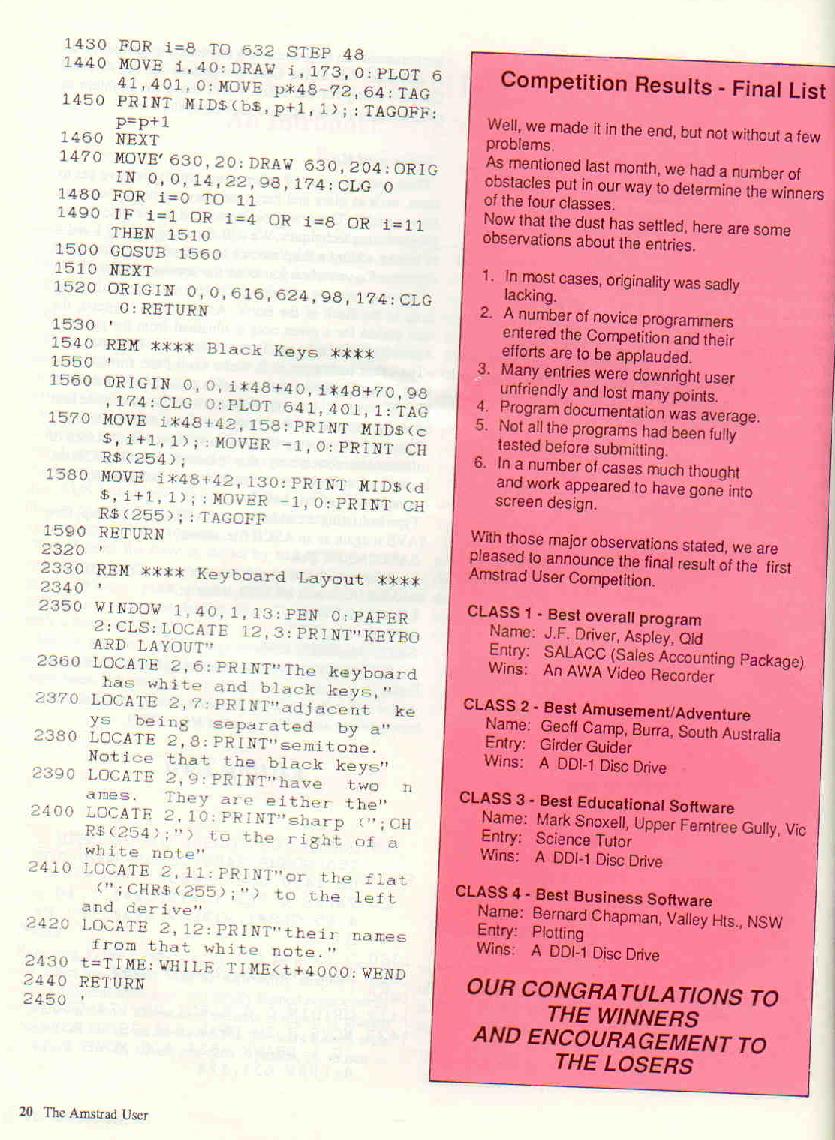 1430 FOR i=8 TO 632 STEP 48
1440 MOVE i,40:DRAW i,173,0:PLOT 6
41,401,0:MOVE p*48-72,64:TAG
1450 PRINT MID$(b$,p+1,1);:TAGOFF:
p=p+1
1460 NEXT
1470 MOVE' 630,20:DRAW 630,204:ORIG
IN 0,0,14,22,98,174:CLG 0
1480 FOR i=0 TO 11
1490 IF i=1 OR i=4 OR i=8 OR i=11
THEN 1510
1500 GOSUB 1560
1510 NEXT
1520 ORIGIN 0,0,616,624,98,174:CLG
0:RETURN
1530 '
1540 REM **** Black Keys ****
1550 '
1560 ORIGIN 0,0,i*48+40,i*48+70,98
,174:CLG 0:PLOT 641,401,1:TAG
1570 MOVE i*48+42,158:PRINT MID$(c
$,i+1,1);:MOVER -1,0:PRINT CH
R$(254);
1580 MOVE i*48+42,130:PRINT MID$(d
$,i+1,1);:MOVER -1,0:PRINT CH
R$(255);:TAGOFF
1590 RETURN
2320 '
2330 REM **** Keyboard Layout ****
2340 '
2350 WINDOW 1,40,1,13:PEN 0:PAPER
2:CLS:LOCATE 12,3:PRINT"KEYBO
ARD LAYOUT"
2360 LOCATE 2,6:PRINT"The keyboard
has white and black keys,"
2370 LOCATE 2,7:PRINT"adjacent ke
ys being separated by a"
2380 LOCATE 2,8:PRINT"semitone.
Notice that the black keys"
2390 LOCATE 2,9:PRINT"have two n
ames. They are either the"
2400 LOCATE 2,10:PRINT"sharp (";CH
R$(254);") to the right of a
white note"
2410 LOCATE 2,11:PRINT"or the flat
(";CHR$(255);") to the left
and derive"
2420 LOCATE 2,12:PRINT"their names
from that white note."
2430 t=TIME:WHILE TIME<t+4000:WEND
2440 RETURN
2450 '
20 The Amstrad User
Competition Results - Final List
Well, we made it in the end, but not without a few
problems.
As mentioned last month, we had a number of
obstacles put in our way to determine the winners
of the four classes.
Now that the dust has settled, here are some
observations about the entries.
1. In most cases, originality was sadly
lacking.
2. A number of novice programmers
entered the Competition and their
efforts are to be applauded.
3. Many entries were downright user
unfriendly and lost many points.
4. Program documentation was average.
5. Not all the programs had been fully
tested before submitting.
6. In a number of cases much thought
and work appeared to have gone into
screen design.
With those major observations stated, we are
pleased to announce the final result of the first
Amstrad User Competition.
CLASS 1 - Best overall program
Name: J.F. Driver, Aspley, Qld
Entry: SALACC (Sales Accounting Package)
Wins: An AWA Video Recorder
CLASS 2 - Best Amusement/Adventure
Name: Geoff Camp, Burra, South Australia
Entry: Girder Guider
Wins: A DDI-1 Disc Drive
CLASS 3 - Best Educational Software
Name: Mark Snoxell, Upper Ferntree Gully, Vic
Entry: Science Tutor
Wins: A DDI-1 Disc Drive
CLASS 4 - Best Business Software
Name: Bernard Chapman, Valley Hts., NSW
Entry: Plotting
Wins: A DDI-1 Disc Drive
OUR CONGRATULATIONS TO
THE WINNERS
AND ENCOURAGEMENT TO
THE LOSERS